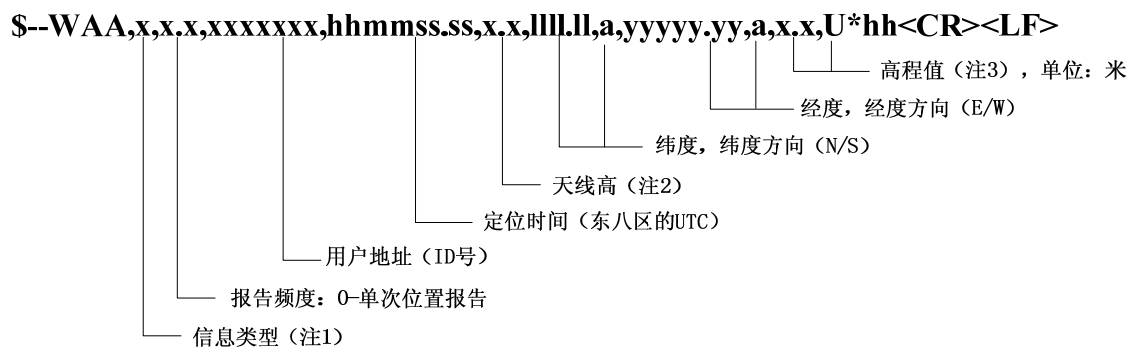 $--WAA,x,x.x,xxxxxxx,hhmmss.ss,x.x,llll.ll,a,yyyyy.yy,a,x.x,U*hh<CR><LF>
高程值（注3），单位：米
经度，经度方向（E/W）
纬度，纬度方向（N/S）
天线高（注2）
定位时间（东八区的UTC）
用户地址（ID号）
报告频度：0-单次位置报告
信息类型（注1）